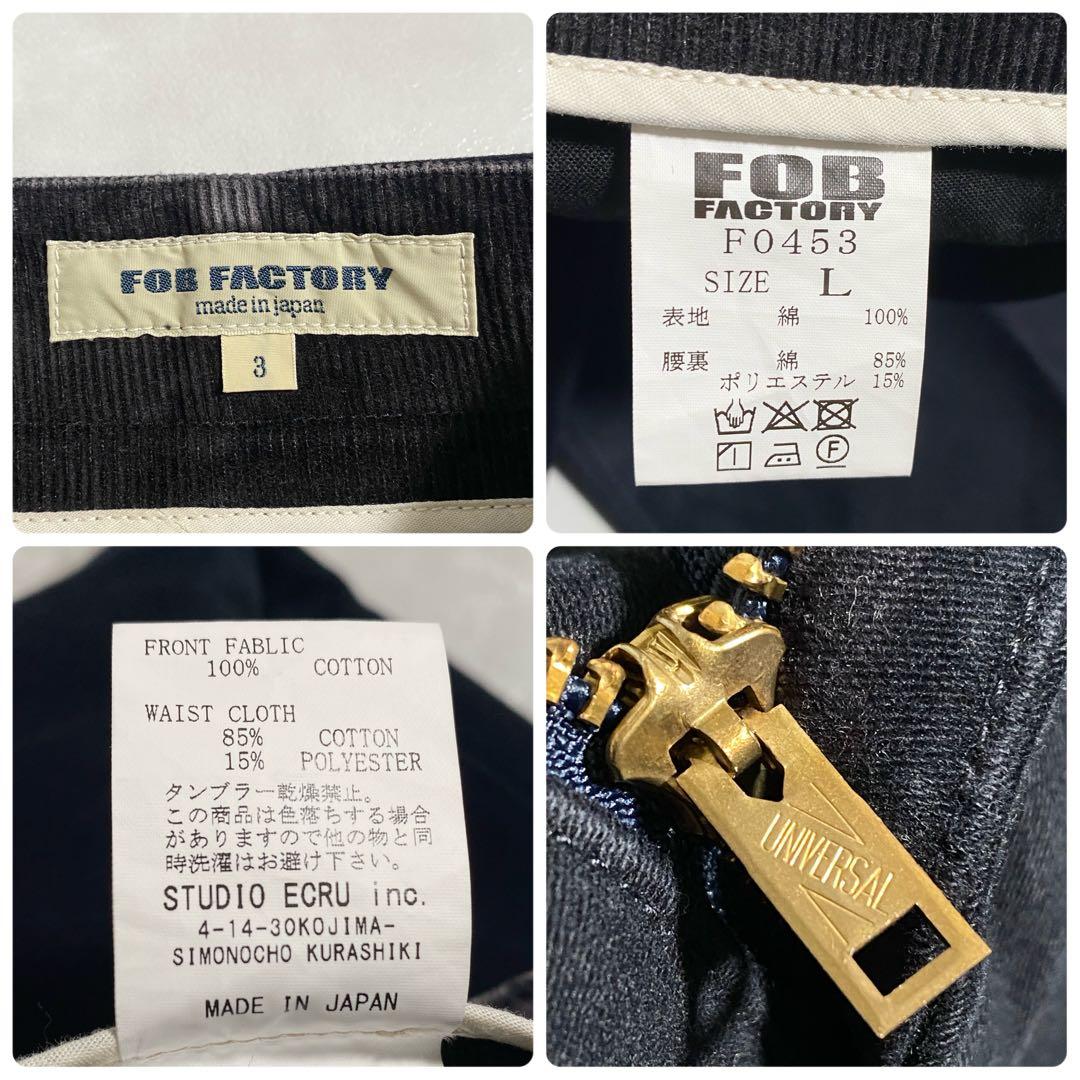 FOB FACTORY
made in japan
3
FOB
FACTORY
F0453
SIZE L
表地 綿 100%
腰裏 綿 85%
ポリエステル 15%
F
FRONT FABLIC
100% COTTON
WAIST CLOTH
85% COTTON
15% POLYESTER
タンブラー乾燥禁止。
この商品は色落ちする場合
がありますので他の物と同
時洗濯はお避け下さい。
STUDIO ECRU inc.
4-14-30KOJIMA-
SIMONOCHO KURASHIKI
MADE IN JAPAN
UNIVERSAL